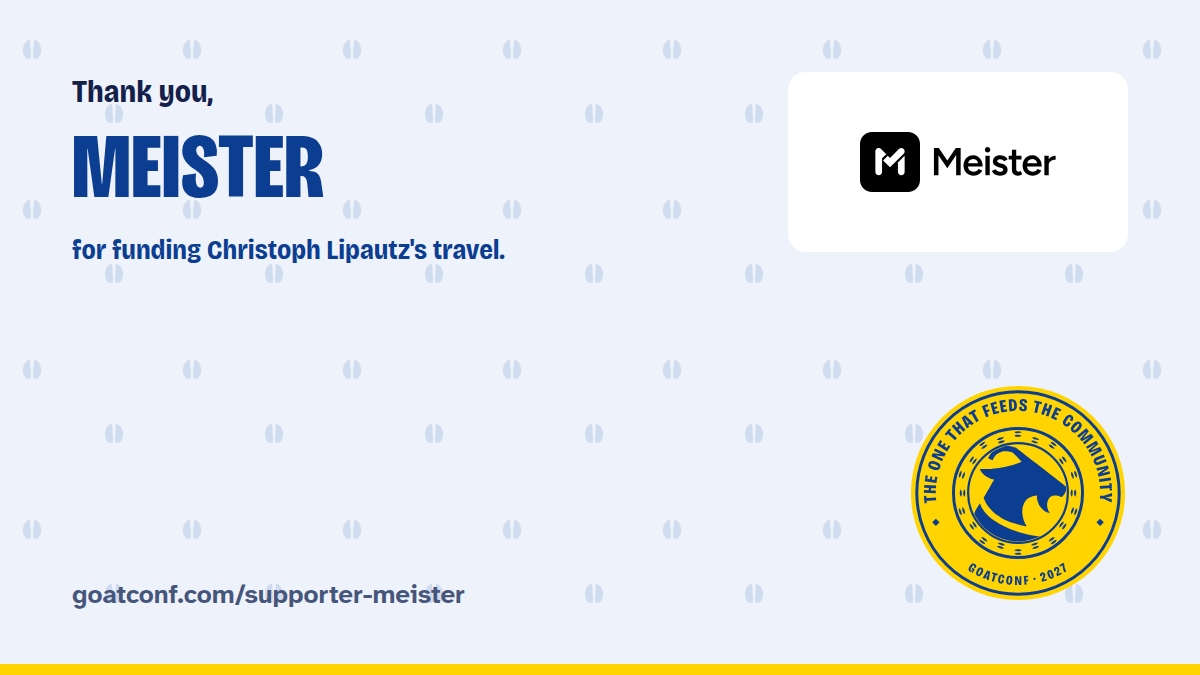 Thank you,
MEISTER
for funding Christoph Lipautz's travel.
Meister
THE ONE THAT FEEDS THE COMMUNITY
GOATCONF · 2027
goatconf.com/supporter-meister